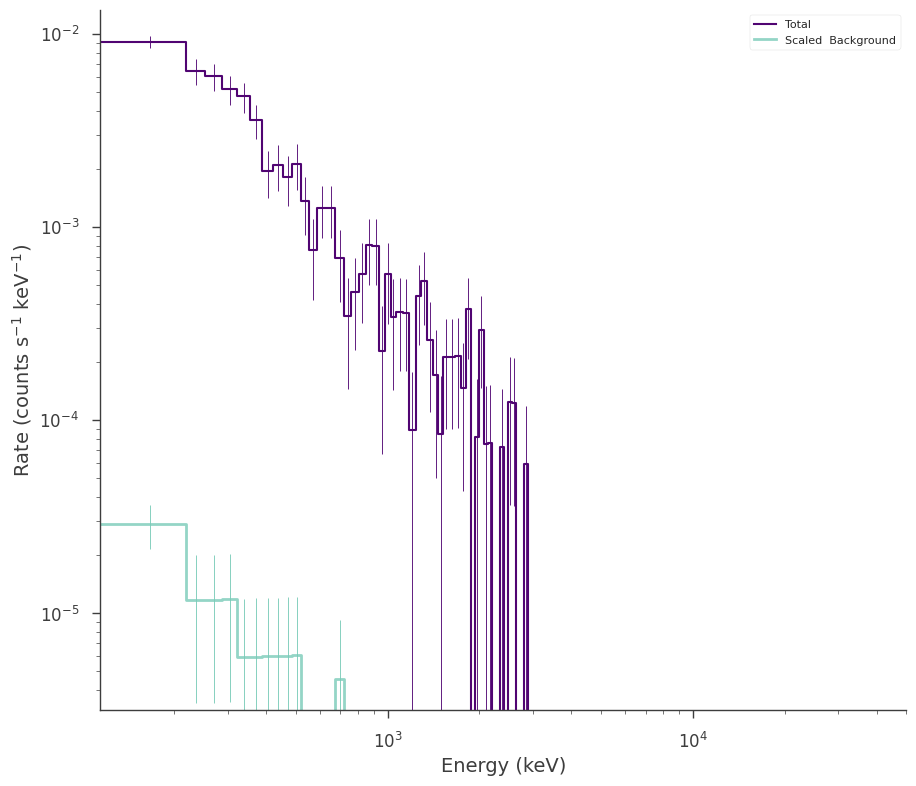 Total
Scaled  Background
10⁻²
10⁻³
10⁻⁴
10⁻⁵
Rate (counts s⁻¹ keV⁻¹)
10³
10⁴
Energy (keV)